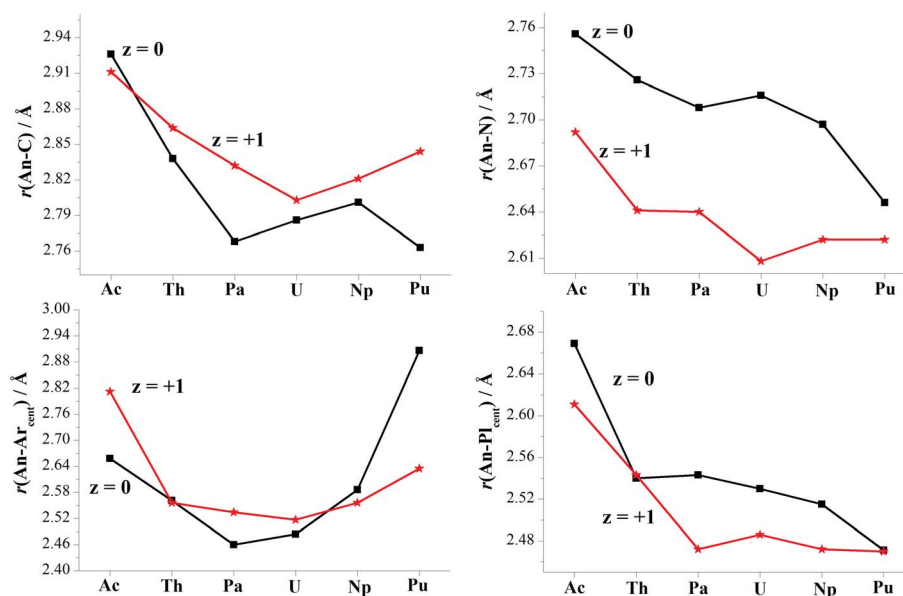 r(An-C) / Å
2.94
2.91
2.88
2.85
2.82
2.79
2.76
z = 0
z = +1
Ac Th Pa U Np Pu
r(An-N) / Å
2.76
2.73
2.70
2.67
2.64
2.61
z = 0
z = +1
Ac Th Pa U Np Pu
r(An-Ar_cent) / Å
3.00
2.94
2.88
2.82
2.76
2.70
2.64
2.58
2.52
2.46
2.40
z = +1
z = 0
Ac Th Pa U Np Pu
r(An-Pl_cent) / Å
2.68
2.64
2.60
2.56
2.52
2.48
z = 0
z = +1
Ac Th Pa U Np Pu